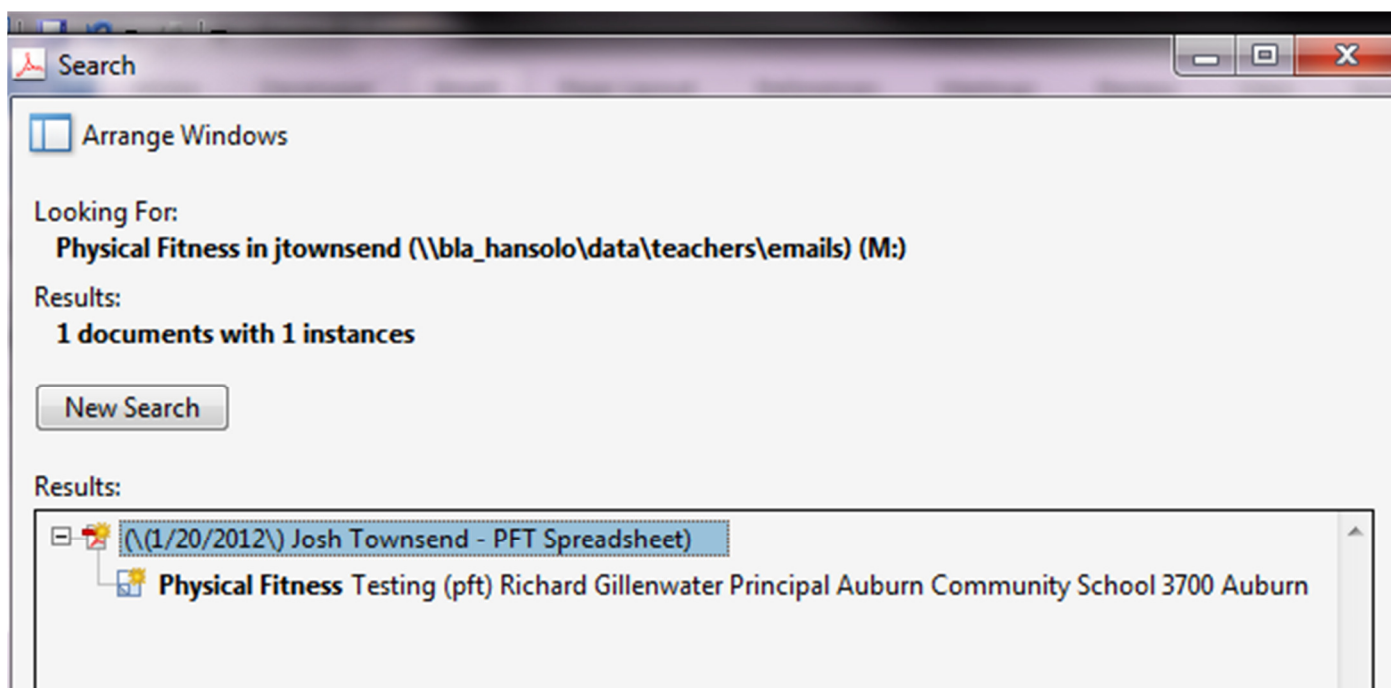 Search
Arrange Windows
Looking For:
Physical Fitness in jtownsend (\\bla_hansolo\data\teachers\emails) (M:)
Results:
1 documents with 1 instances
New Search
Results:
(\(1/20/2012\) Josh Townsend - PFT Spreadsheet)
Physical Fitness Testing (pft) Richard Gillenwater Principal Auburn Community School 3700 Auburn